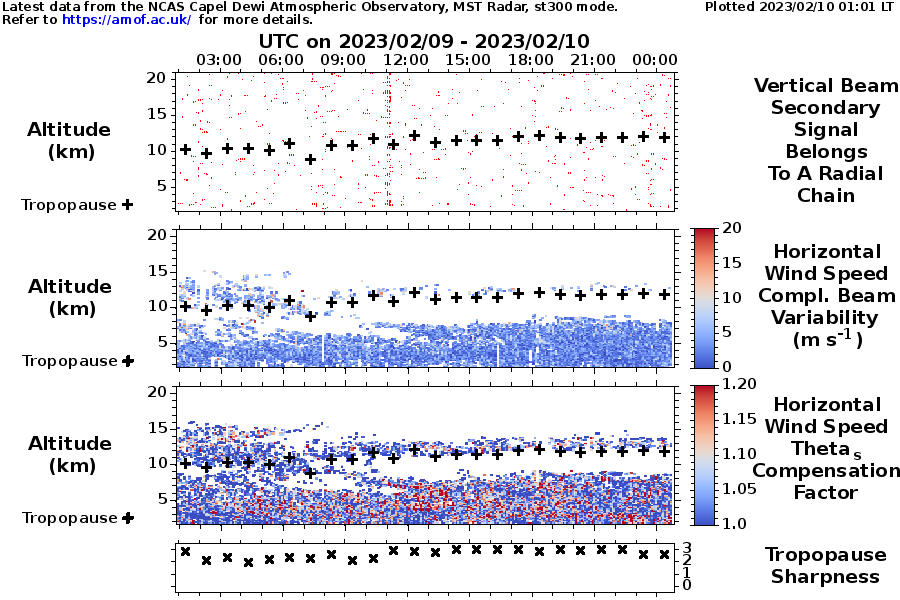 Latest data from the NCAS Capel Dewi Atmospheric Observatory, MST Radar, st300 mode.
Plotted 2023/02/10 01:01 LT
Refer to https://amof.ac.uk/ for more details.
UTC on 2023/02/09 - 2023/02/10
03:00 06:00 09:00 12:00 15:00 18:00 21:00 00:00
20
15
10
5
Altitude
(km)
Tropopause +
Vertical Beam
Secondary
Signal
Belongs
To A Radial
Chain
20
15
10
5
Altitude
(km)
Tropopause +
20
15
10
5
0
Horizontal
Wind Speed
Compl. Beam
Variability
(m s-1)
20
15
10
5
Altitude
(km)
Tropopause +
1.20
1.15
1.10
1.05
1.0
Horizontal
Wind Speed
Theta s
Compensation
Factor
3
2
1
0
Tropopause
Sharpness